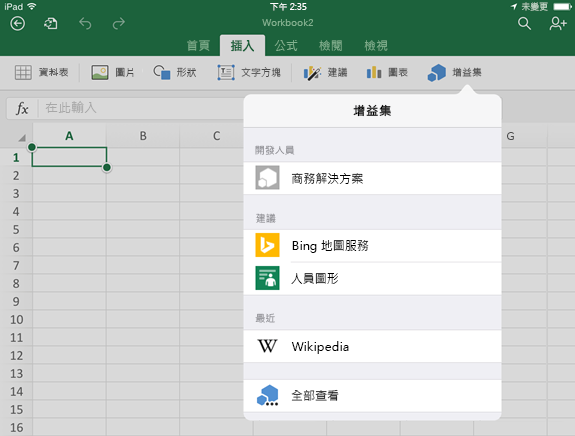 iPad 下午 2:35 未變更
Workbook2
首頁 插入 公式 檢閱 檢視
資料表 圖片 形狀 文字方塊 建議 圖表 增益集
fx 在此輸入
增益集
A B C G
開發人員
1
商務解決方案
2
3
建議
4
5
Bing 地圖服務
6
7
人員圖形
8
9
最近
10
11
W Wikipedia
12
13
全部查看
14
15
16